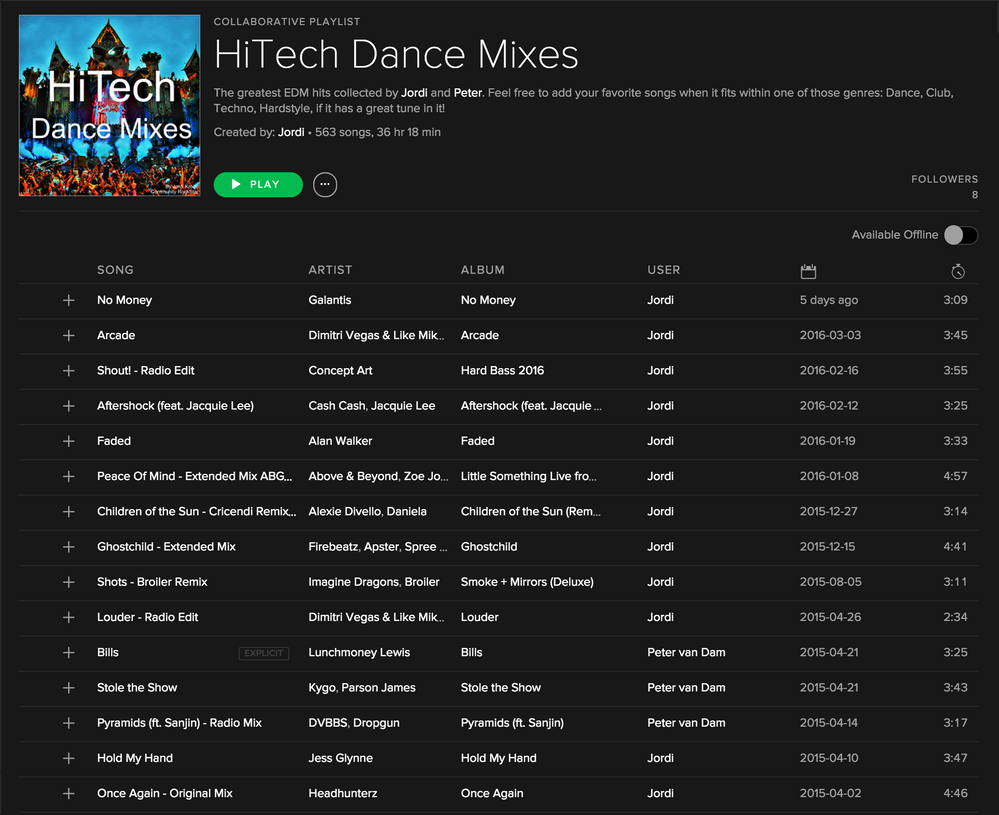 COLLABORATIVE PLAYLIST
HiTech Dance Mixes
The greatest EDM hits collected by Jordi and Peter. Feel free to add your favorite songs when it fits within one of those genres: Dance, Club,
Techno, Hardstyle, if it has a great tune in it!
Created by: Jordi • 563 songs, 36 hr 18 min
HiTech
Dance Mixes
Community
PLAY
FOLLOWERS
8
Available Offline
SONG ARTIST ALBUM USER
No Money Galantis No Money Jordi 5 days ago 3:09
Arcade Dimitri Vegas & Like Mik... Arcade Jordi 2016-03-03 3:45
Shout! - Radio Edit Concept Art Hard Bass 2016 Jordi 2016-02-16 3:55
Aftershock (feat. Jacquie Lee) Cash Cash, Jacquie Lee Aftershock (feat. Jacquie ... Jordi 2016-02-12 3:25
Faded Alan Walker Faded Jordi 2016-01-19 3:33
Peace Of Mind - Extended Mix ABG... Above & Beyond, Zoe Jo... Little Something Live fro... Jordi 2016-01-08 4:57
Children of the Sun - Cricendi Remix... Alexie Divello, Daniela Children of the Sun (Rem... Jordi 2015-12-27 3:14
Ghostchild - Extended Mix Firebeatz, Apster, Spree ... Ghostchild Jordi 2015-12-15 4:41
Shots - Broiler Remix Imagine Dragons, Broiler Smoke + Mirrors (Deluxe) Jordi 2015-08-05 3:11
Louder - Radio Edit Dimitri Vegas & Like Mik... Louder Jordi 2015-04-26 2:34
Bills EXPLICIT Lunchmoney Lewis Bills Peter van Dam 2015-04-21 3:25
Stole the Show Kygo, Parson James Stole the Show Peter van Dam 2015-04-21 3:43
Pyramids (ft. Sanjin) - Radio Mix DVBBS, Dropgun Pyramids (ft. Sanjin) Peter van Dam 2015-04-14 3:17
Hold My Hand Jess Glynne Hold My Hand Jordi 2015-04-10 3:47
Once Again - Original Mix Headhunterz Once Again Jordi 2015-04-02 4:46